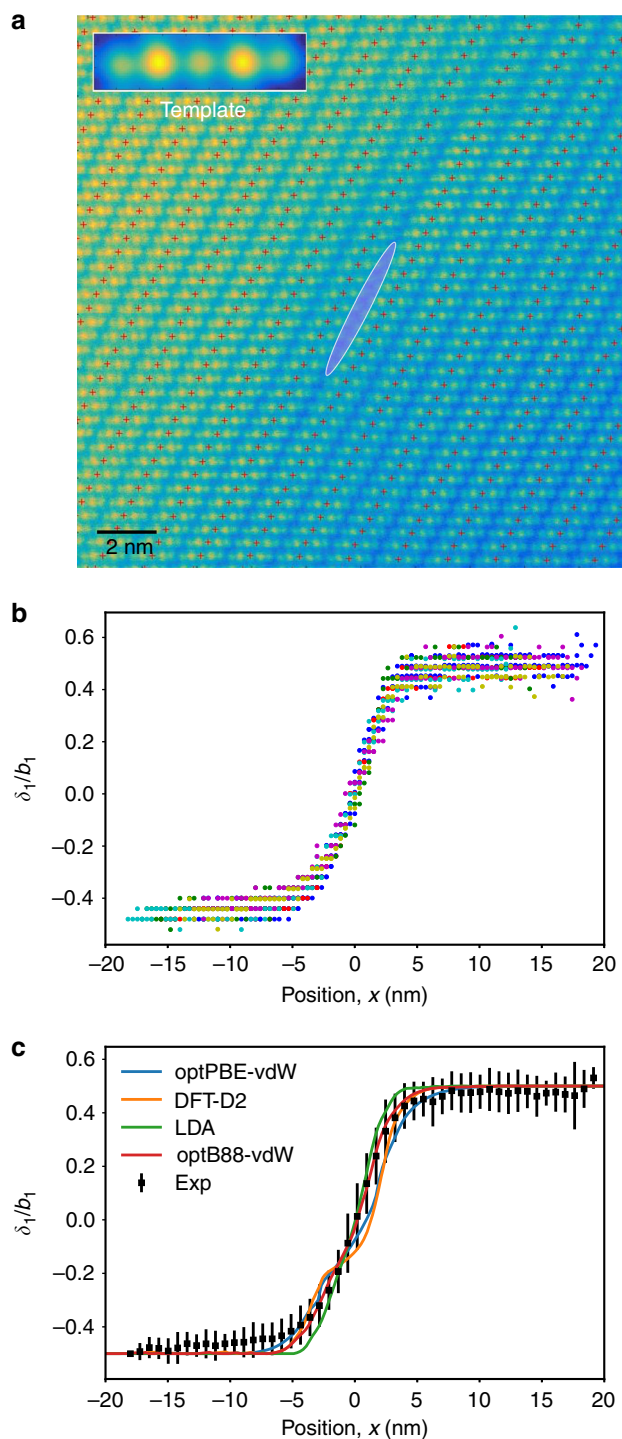 a
Template
2 nm
b
δ₁/b₁
0.6
0.4
0.2
0.0
−0.2
−0.4
−20 −15 −10 −5 0 5 10 15 20
Position, x (nm)
c
δ₁/b₁
0.6
0.4
0.2
0.0
−0.2
−0.4
optPBE-vdW
DFT-D2
LDA
optB88-vdW
Exp
−20 −15 −10 −5 0 5 10 15 20
Position, x (nm)